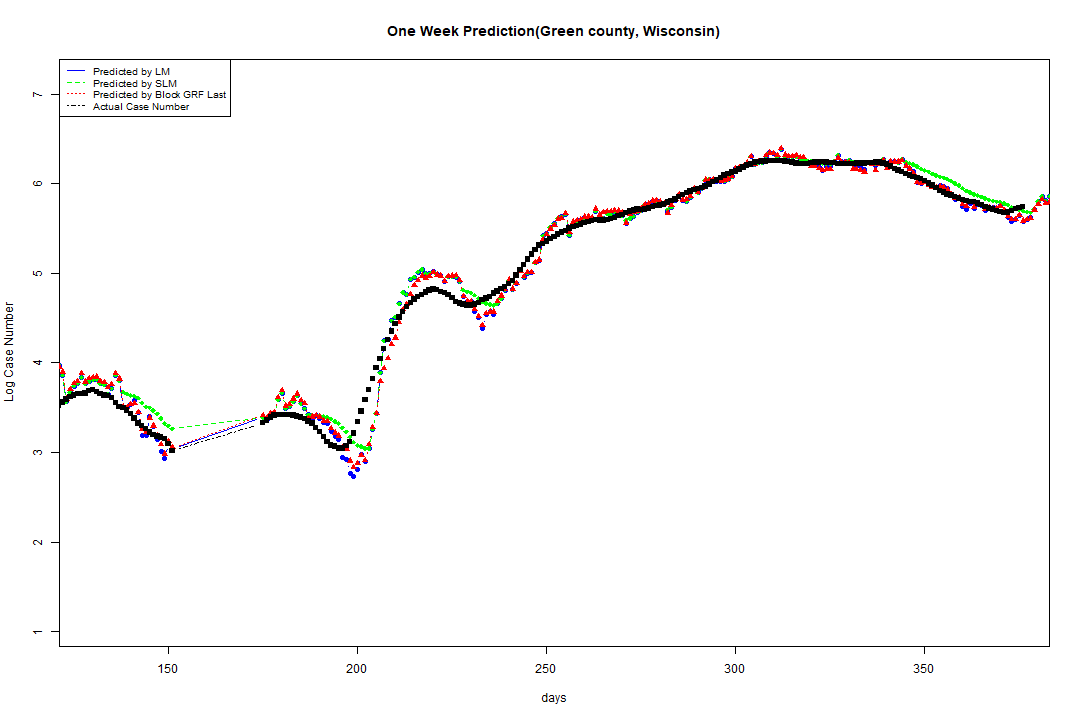 One Week Prediction(Green county, Wisconsin)
Predicted by LM
Predicted by SLM
Predicted by Block GRF Last
Actual Case Number
7
6
5
4
3
2
1
Log Case Number
150 200 250 300 350
days